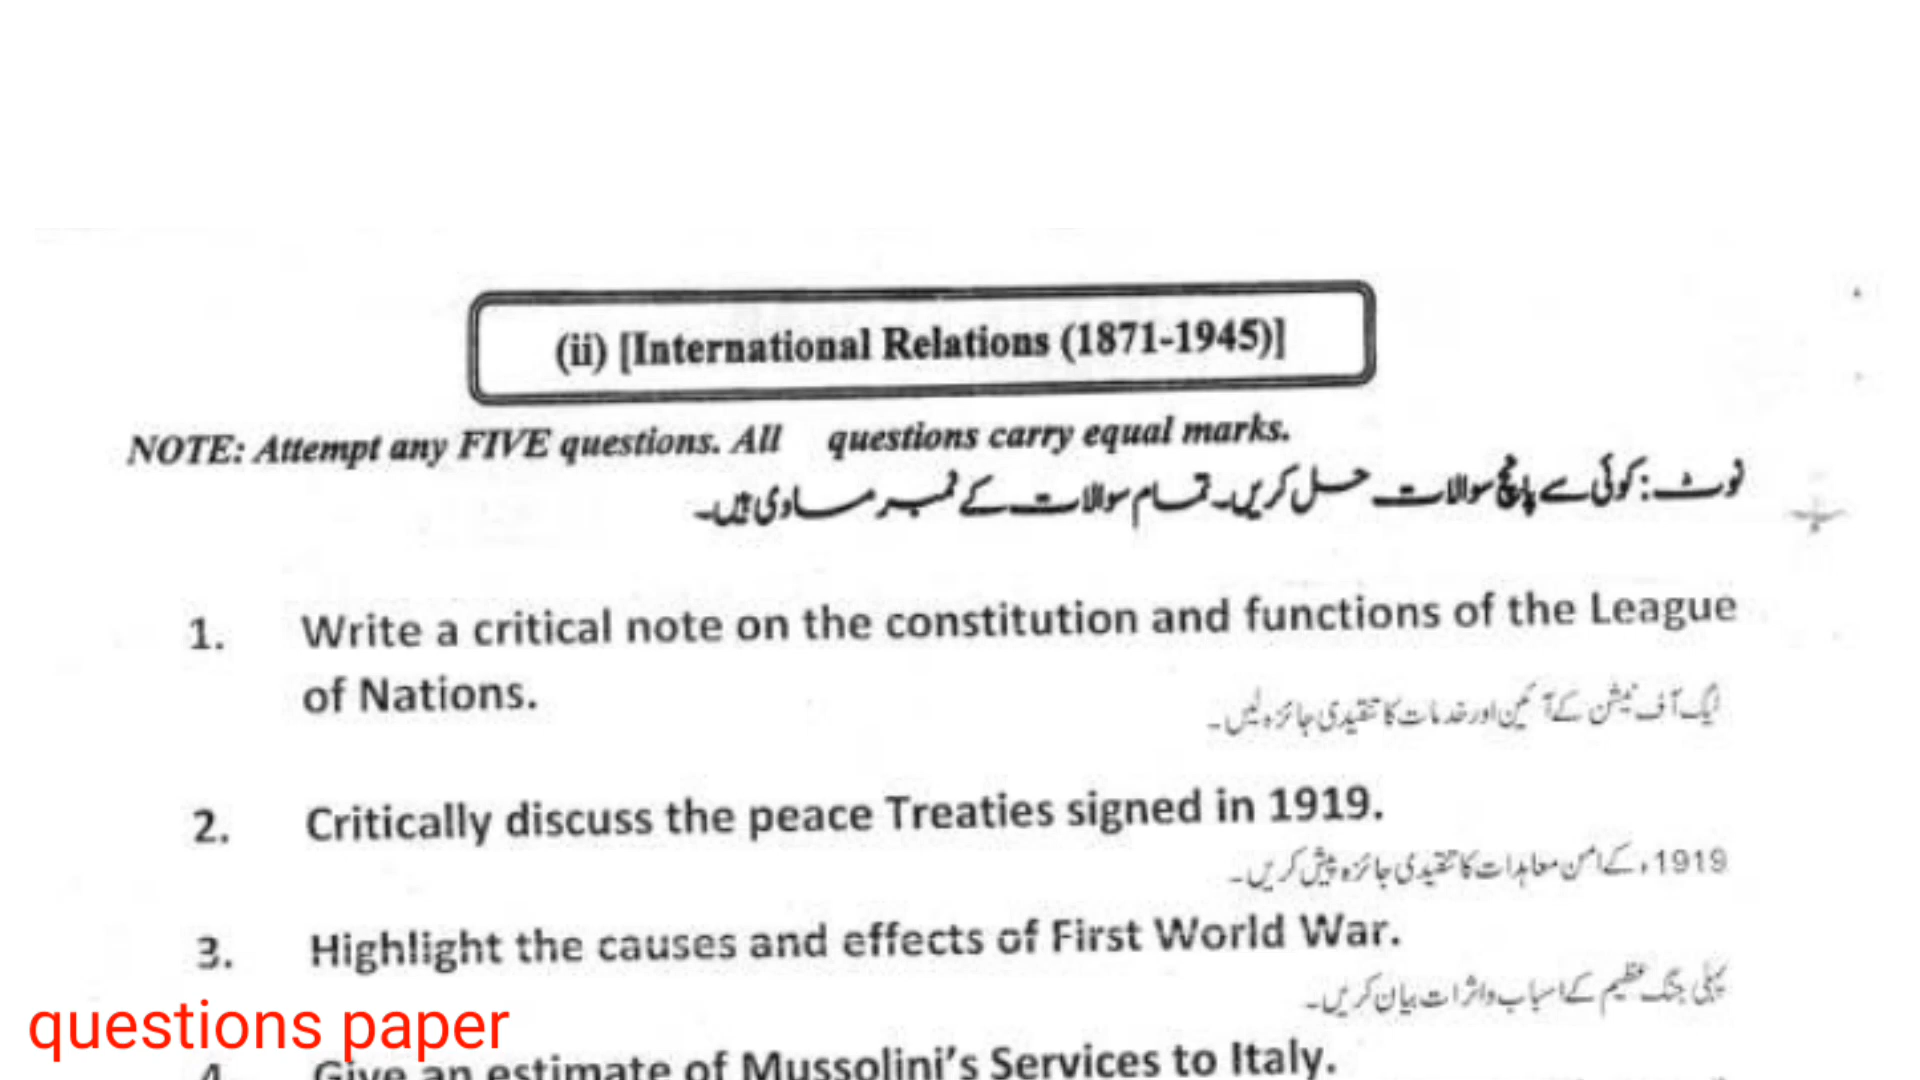 (ii) [International Relations (1871-1945)]
NOTE: Attempt any FIVE questions. All questions carry equal marks.
نوٹ: کوئی سے پانچ سوالات حل کریں۔ تمام سوالات کے نمبر مساوی ہیں۔
1. Write a critical note on the constitution and functions of the League
of Nations.
لیگ آف نیشن کے آئین اور خدمات کا تنقیدی جائزہ لیں۔
2. Critically discuss the peace Treaties signed in 1919.
1919ء کے امن معاہدات کا تنقیدی جائزہ پیش کریں۔
3. Highlight the causes and effects of First World War.
پہلی جنگ عظیم کے اسباب و اثرات بیان کریں۔
questions paper
4. Give an estimate of Mussolini's Services to Italy.